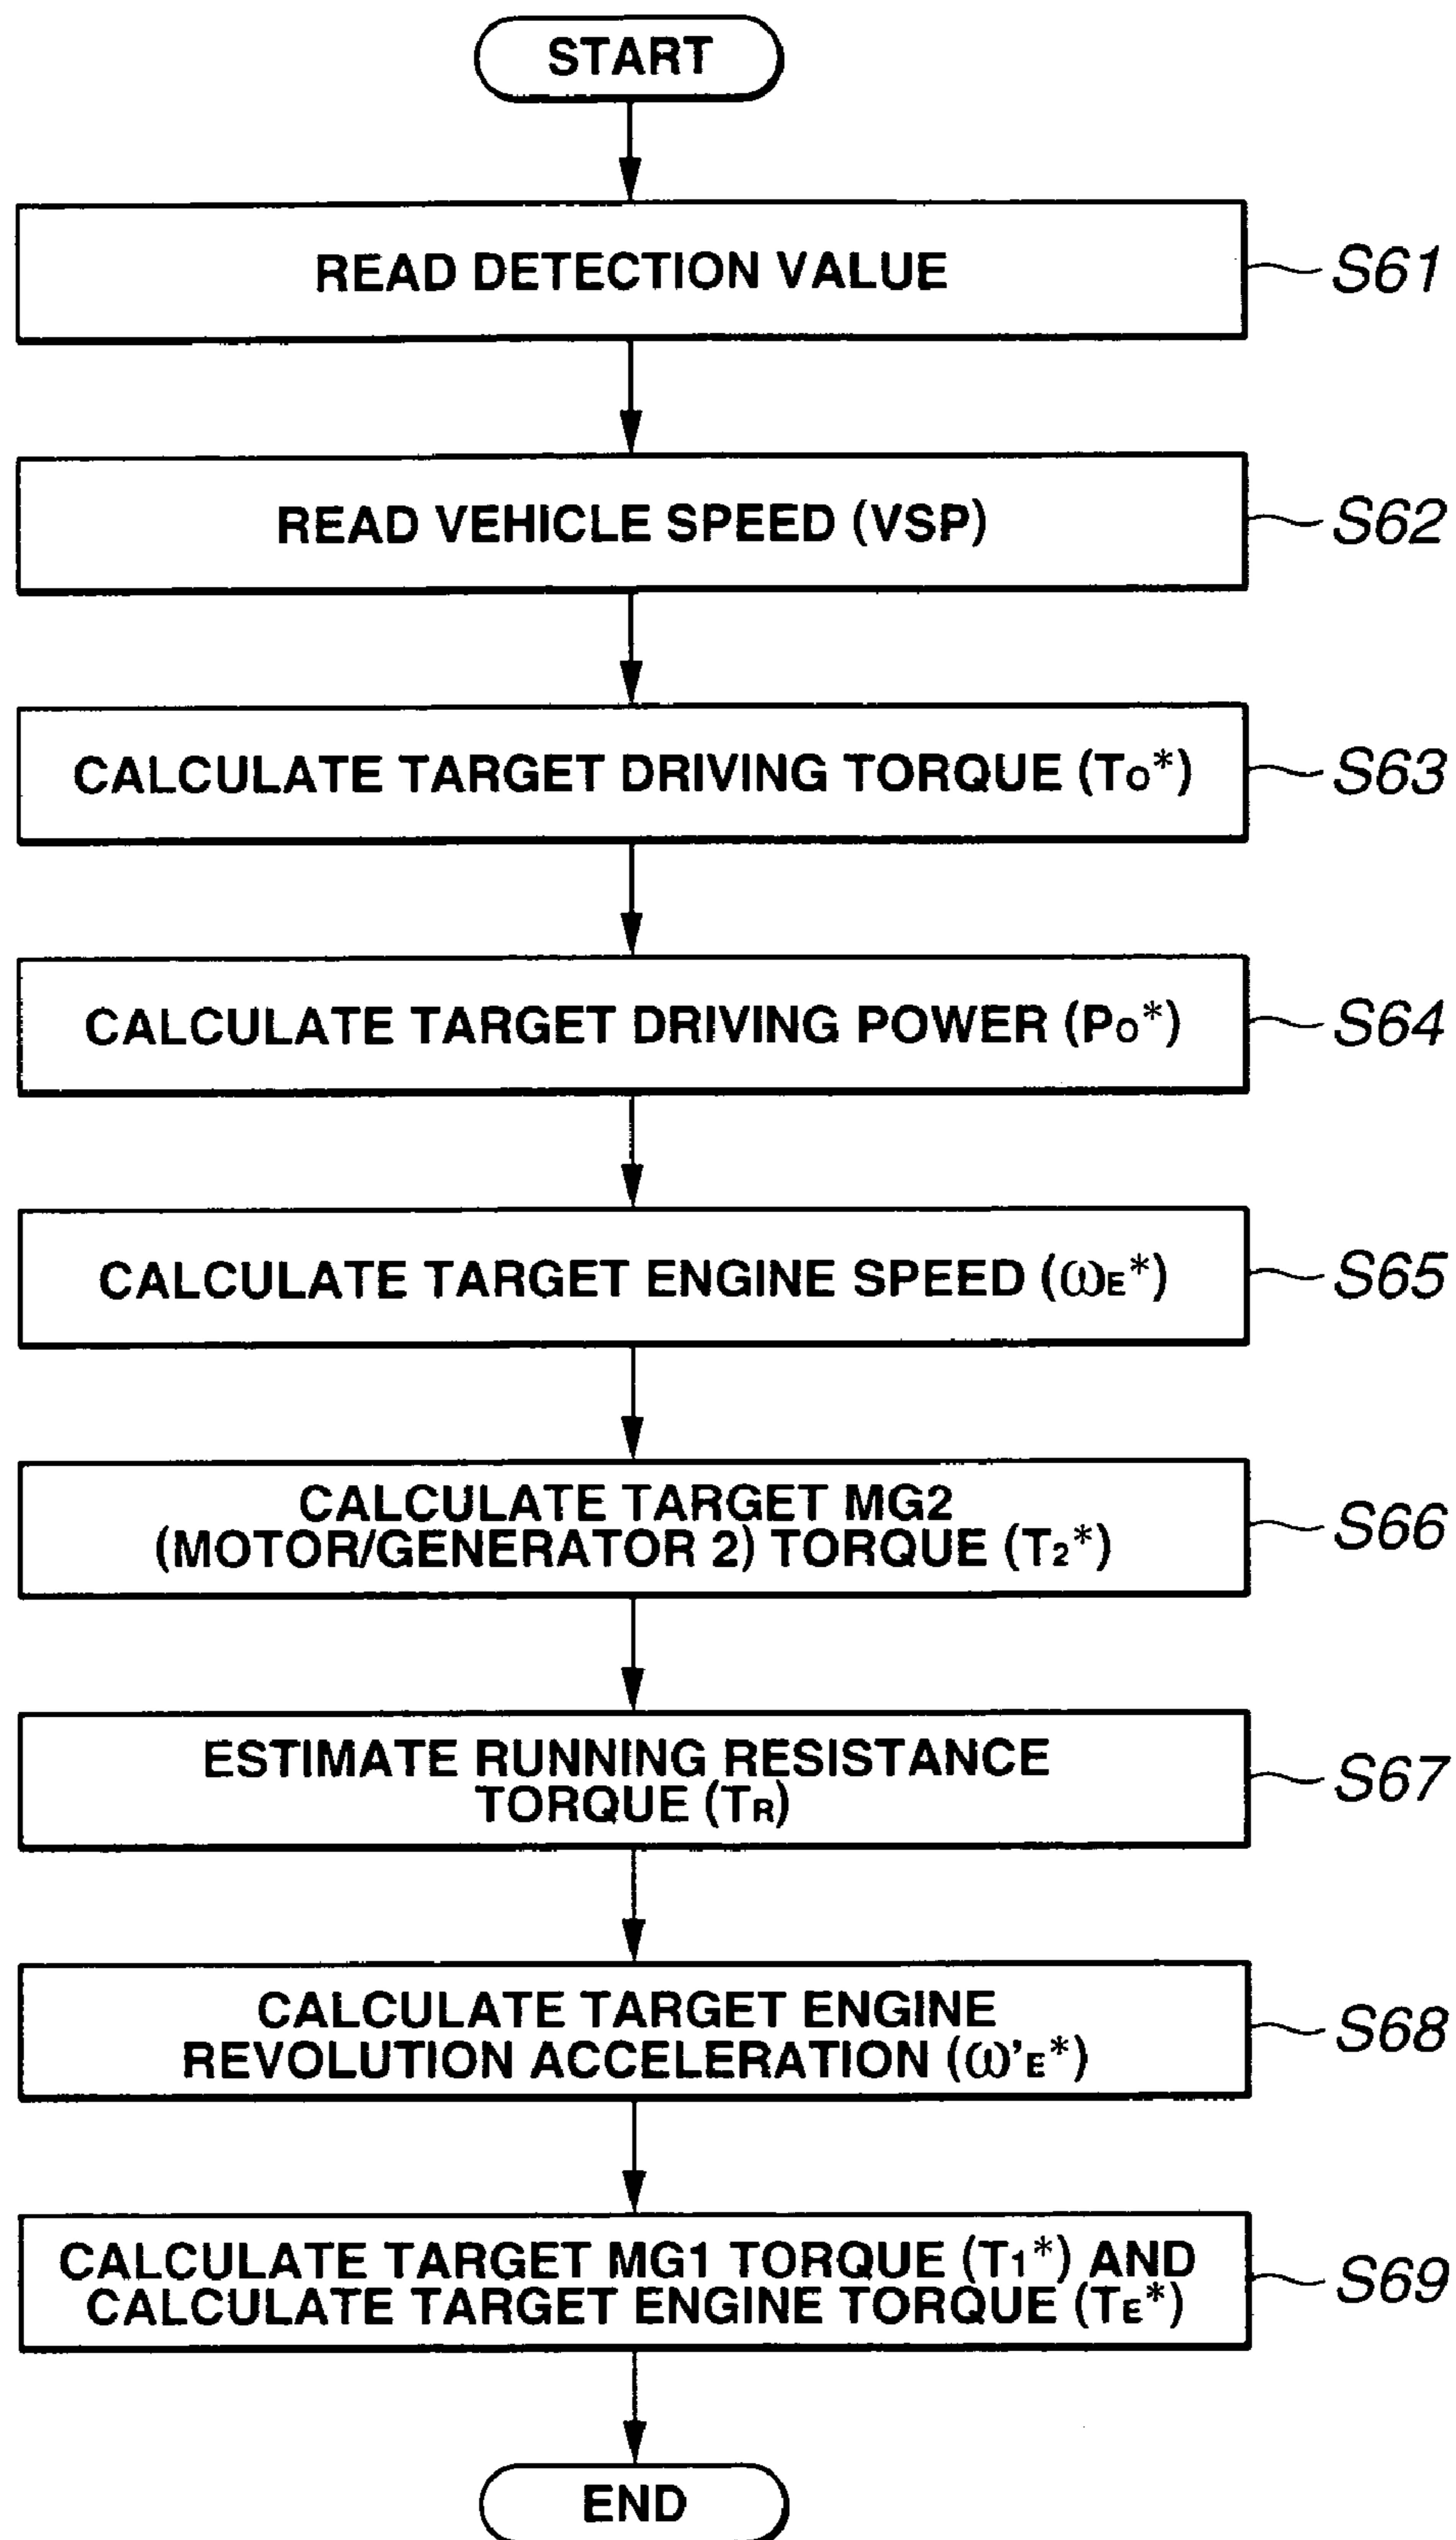 START
READ DETECTION VALUE
S61
READ VEHICLE SPEED (VSP)
S62
CALCULATE TARGET DRIVING TORQUE (To*)
S63
CALCULATE TARGET DRIVING POWER (Po*)
S64
CALCULATE TARGET ENGINE SPEED (ωE*)
S65
CALCULATE TARGET MG2
(MOTOR/GENERATOR 2) TORQUE (T2*)
S66
ESTIMATE RUNNING RESISTANCE
TORQUE (TR)
S67
CALCULATE TARGET ENGINE
REVOLUTION ACCELERATION (ω'E*)
S68
CALCULATE TARGET MG1 TORQUE (T1*) AND
CALCULATE TARGET ENGINE TORQUE (TE*)
S69
END